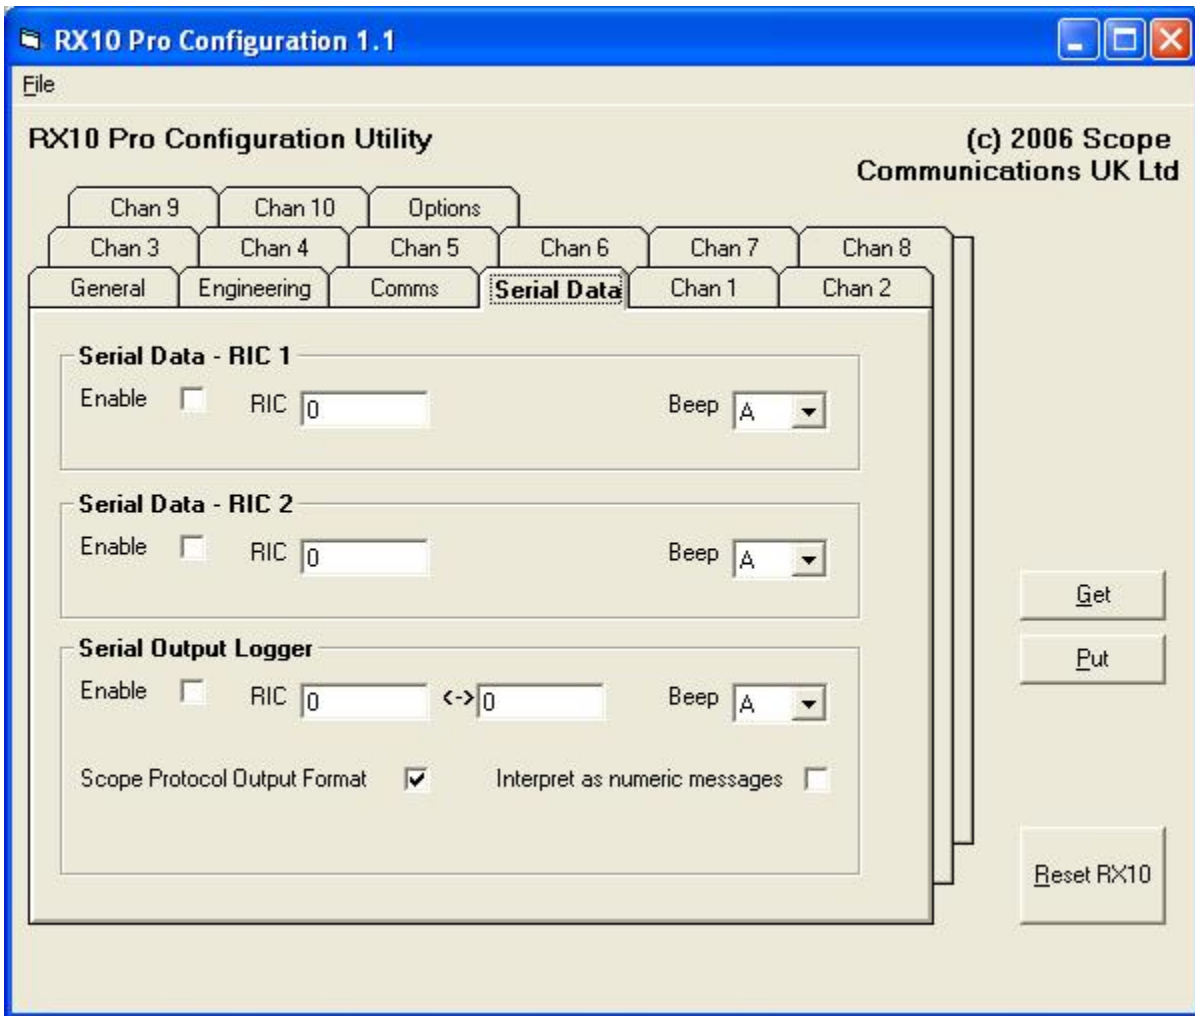 RX10 Pro Configuration 1.1
File
RX10 Pro Configuration Utility
(c) 2006 Scope
Communications UK Ltd
Chan 9 Chan 10 Options
Chan 3 Chan 4 Chan 5 Chan 6 Chan 7 Chan 8
General Engineering Comms Serial Data Chan 1 Chan 2
Serial Data - RIC 1
Enable RIC 0 Beep A
Serial Data - RIC 2
Enable RIC 0 Beep A
Serial Output Logger
Enable RIC 0 <-> 0 Beep A
Scope Protocol Output Format Interpret as numeric messages
Get
Put
Reset RX10